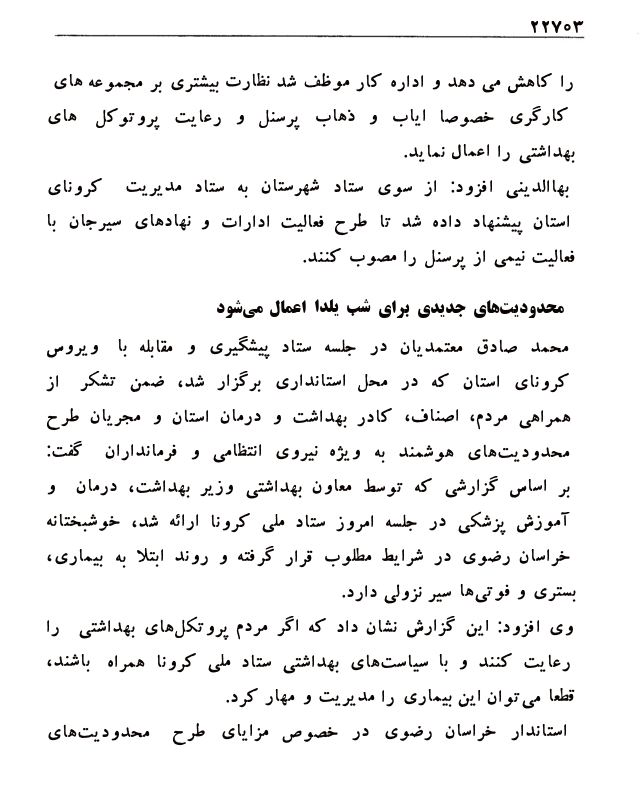 ۲۲۷۰۳
را کاهش می دهد و اداره کار موظف شد نظارت بیشتری بر مجموعه های
کارگری خصوصا ایاب و ذهاب پرسنل و رعایت پروتوکل های
بهداشتی را اعمال نماید.
بهاالدینی افزود: از سوی ستاد شهرستان به ستاد مدیریت کرونای
استان پیشنهاد داده شد تا طرح فعالیت ادارات و نهادهای سیرجان با
فعالیت نیمی از پرسنل را مصوب کنند.
محدودیت‌های جدیدی برای شب یلدا اعمال می‌شود
محمد صادق معتمدیان در جلسه ستاد پیشگیری و مقابله با ویروس
کرونای استان که در محل استانداری برگزار شد، ضمن تشکر از
همراهی مردم، اصناف، کادر بهداشت و درمان استان و مجریان طرح
محدودیت‌های هوشمند به ویژه نیروی انتظامی و فرمانداران گفت:
بر اساس گزارشی که توسط معاون بهداشتی وزیر بهداشت، درمان و
آموزش پزشکی در جلسه امروز ستاد ملی کرونا ارائه شد، خوشبختانه
خراسان رضوی در شرایط مطلوب قرار گرفته و روند ابتلا به بیماری،
بستری و فوتی‌ها سیر نزولی دارد.
وی افزود: این گزارش نشان داد که اگر مردم پروتکل‌های بهداشتی را
رعایت کنند و با سیاست‌های بهداشتی ستاد ملی کرونا همراه باشند،
قطعا می‌توان این بیماری را مدیریت و مهار کرد.
استاندار خراسان رضوی در خصوص مزایای طرح محدودیت‌های